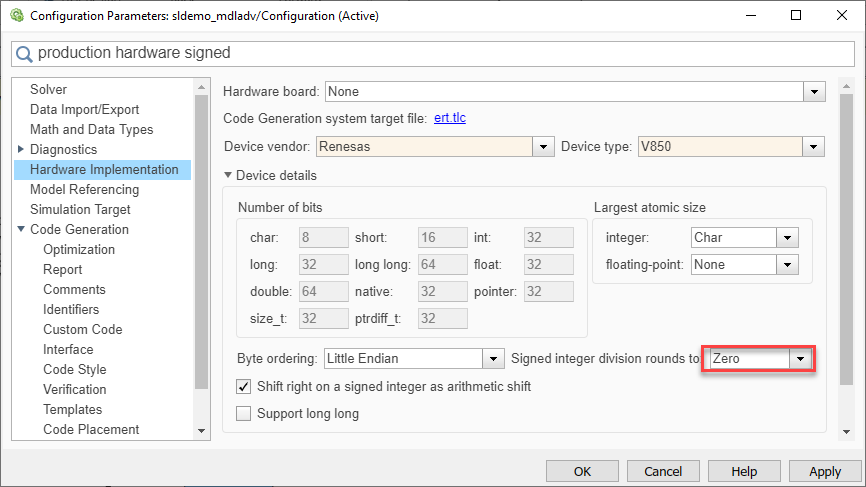 Configuration Parameters: sldemo_mdladv/Configuration (Active)
production hardware signed
Solver
Data Import/Export
Math and Data Types
Diagnostics
Hardware Implementation
Model Referencing
Simulation Target
Code Generation
Optimization
Report
Comments
Identifiers
Custom Code
Interface
Code Style
Verification
Templates
Code Placement
Hardware board: None
Code Generation system target file: ert.tlc
Device vendor: Renesas Device type: V850
Device details
Number of bits
char: 8 short: 16 int: 32
long: 32 long long: 64 float: 32
double: 64 native: 32 pointer: 32
size_t: 32 ptrdiff_t: 32
Largest atomic size
integer: Char
floating-point: None
Byte ordering: Little Endian Signed integer division rounds to: Zero
Shift right on a signed integer as arithmetic shift
Support long long
OK Cancel Help Apply